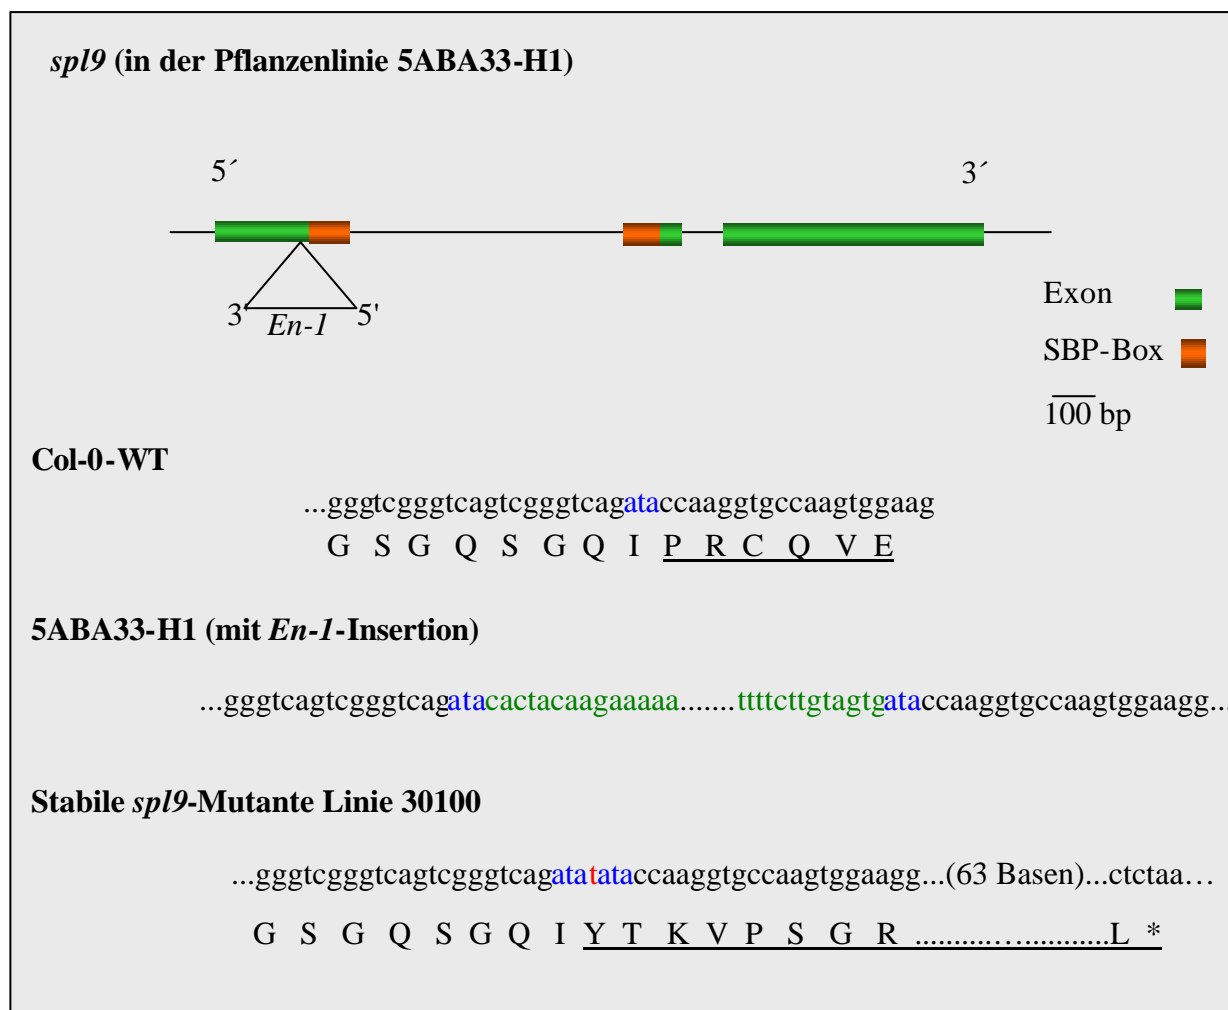 spl9 (in der Pflanzenlinie 5ABA33-H1)
5´ 3´
3' En-1 5'
Exon
SBP-Box
100 bp
Col-0-WT
...gggtcgggtcagtcgggtcagataccaaggtgccaagtggaag
G S G Q S G Q I P R C Q V E
5ABA33-H1 (mit En-1-Insertion)
...gggtcagtcgggtcagatacactacaagaaaaa.......ttttcttgtagtgataccaaggtgccaagtggaagg...
Stabile spl9-Mutante Linie 30100
...gggtcgggtcagtcgggtcagatatataccaaggtgccaagtggaagg...(63 Basen)...ctctaa...
G S G Q S G Q I Y T K V P S G R ......................L *